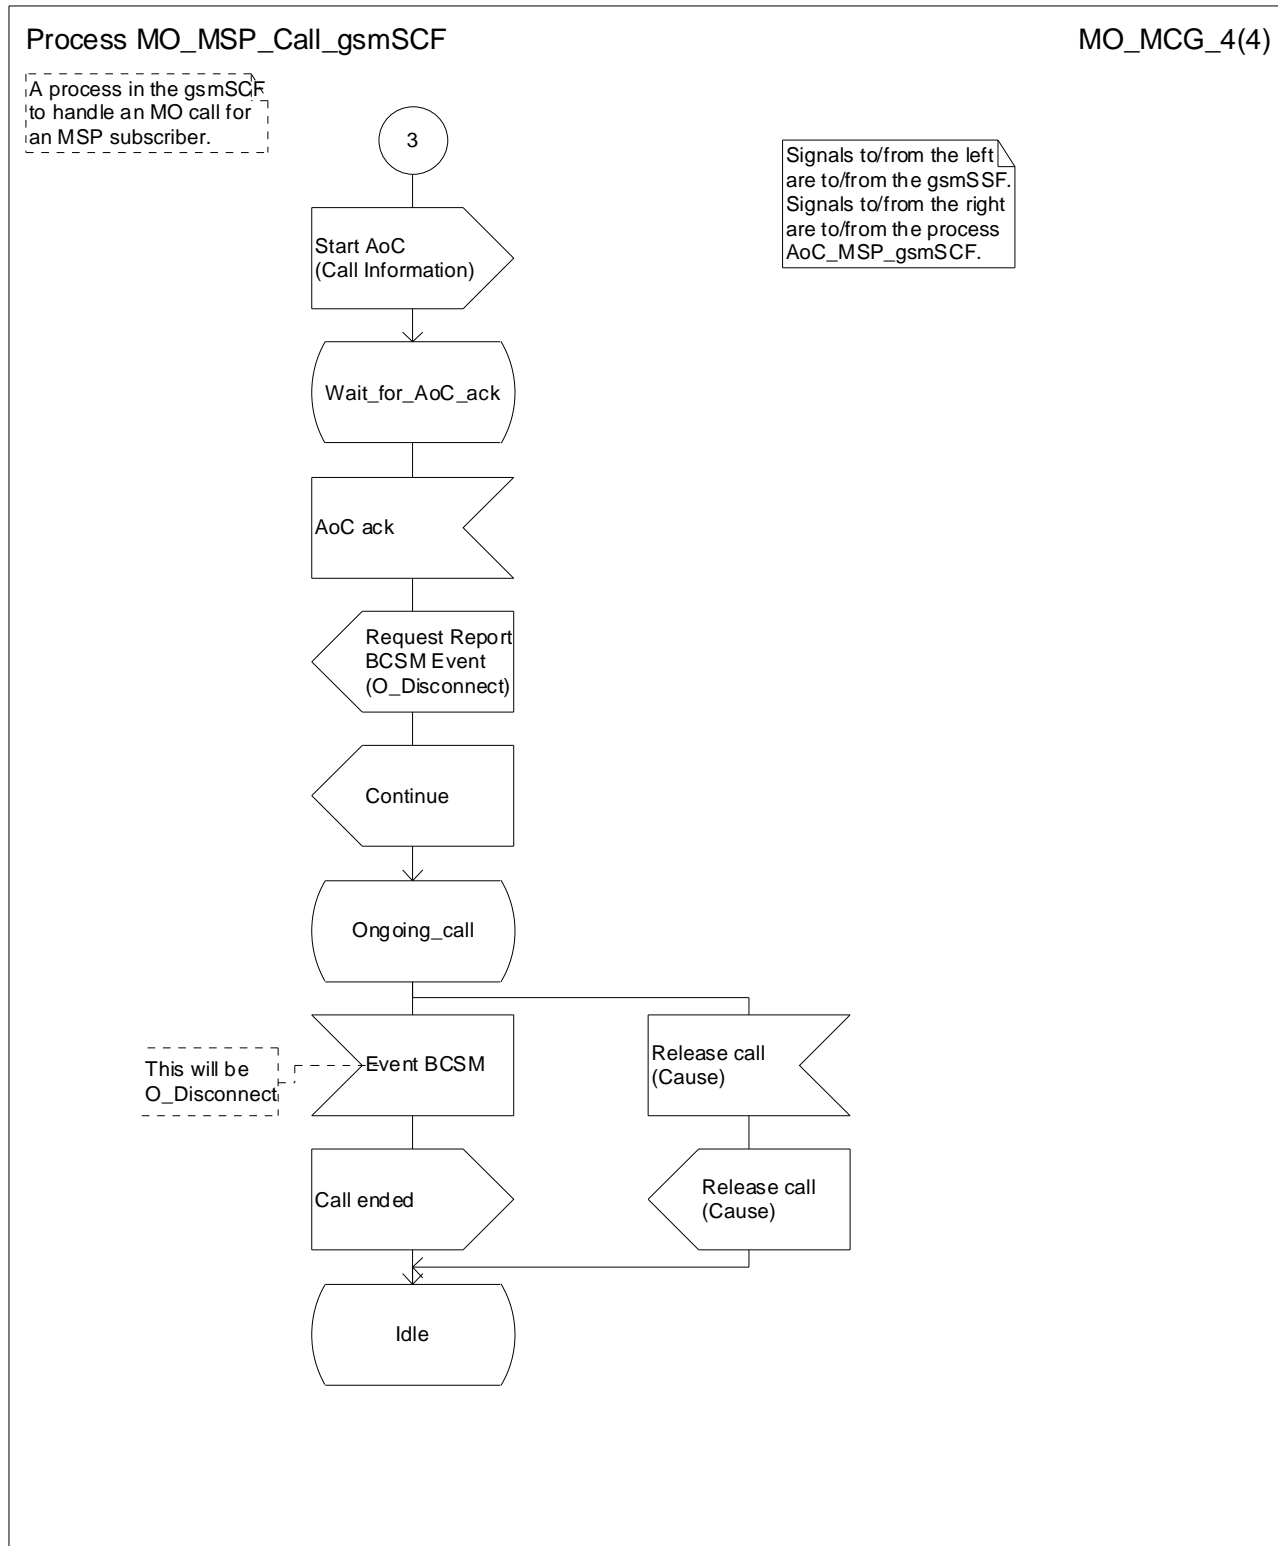 Process MO_MSP_Call_gsmSCF
MO_MCG_4(4)
A process in the gsmSCF
to handle an MO call for
an MSP subscriber.
3
Signals to/from the left
are to/from the gsmSSF.
Signals to/from the right
are to/from the process
AoC_MSP_gsmSCF.
Start AoC
(Call Information)
Wait_for_AoC_ack
AoC ack
Request Report
BCSM Event
(O_Disconnect)
Continue
Ongoing_call
This will be
O_Disconnect
Event BCSM
Release call
(Cause)
Call ended
Release call
(Cause)
Idle